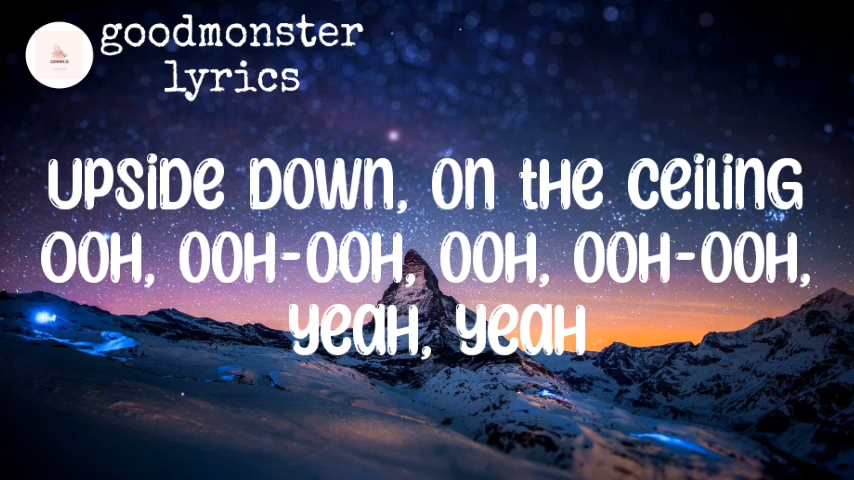 goodmonster
lyrics
UPSIDE DOWN, ON THE CEILING
OOH, OOH-OOH, OOH, OOH-OOH,
YEAH, YEAH